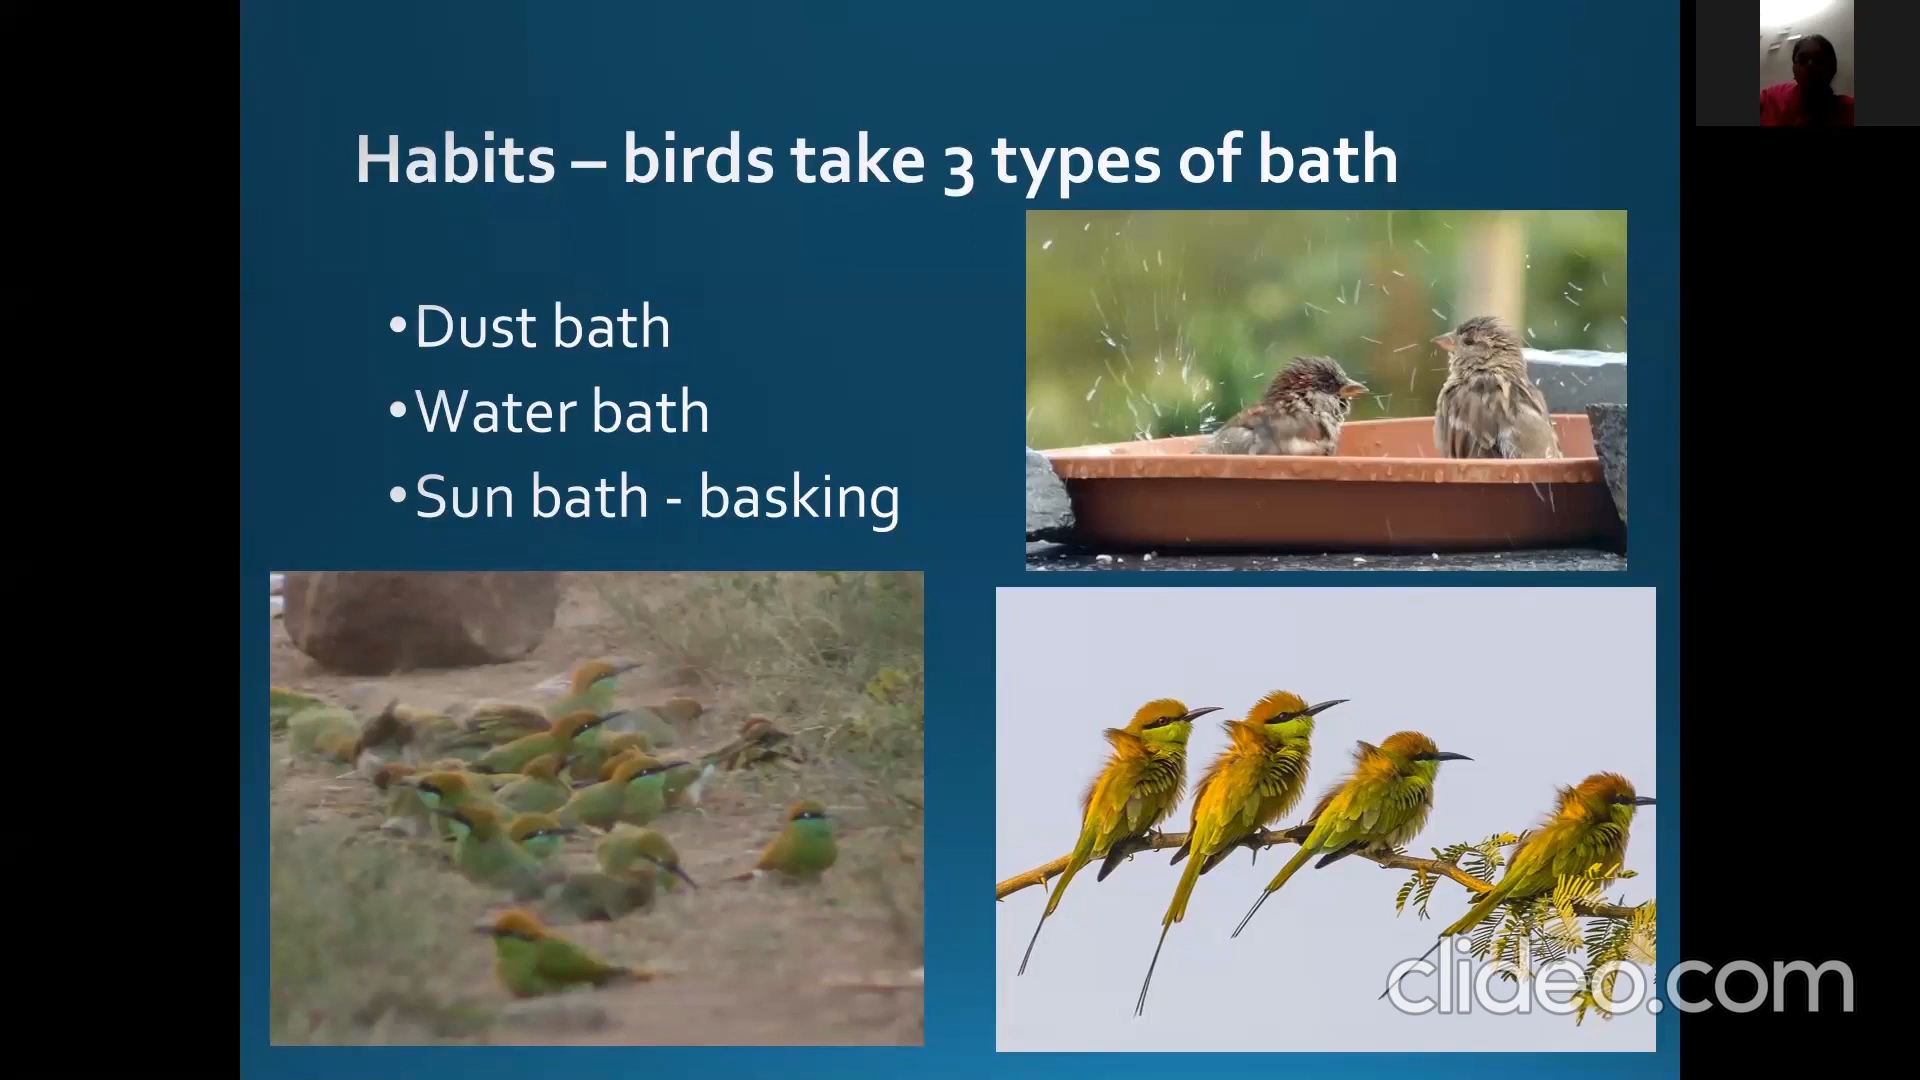 Habits – birds take 3 types of bath
•Dust bath
•Water bath
•Sun bath - basking
clideo.com